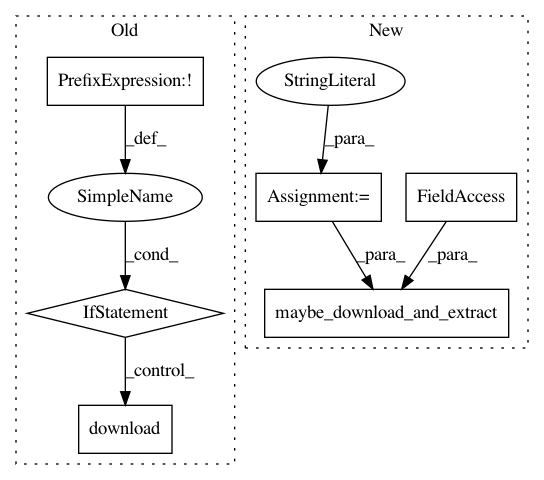 Old
PrefixExpression:!
_def_
SimpleName
_cond_
IfStatement
_control_
download
New
StringLiteral
_para_
Assignment:=
FieldAccess
_para_
_para_
maybe_download_and_extract